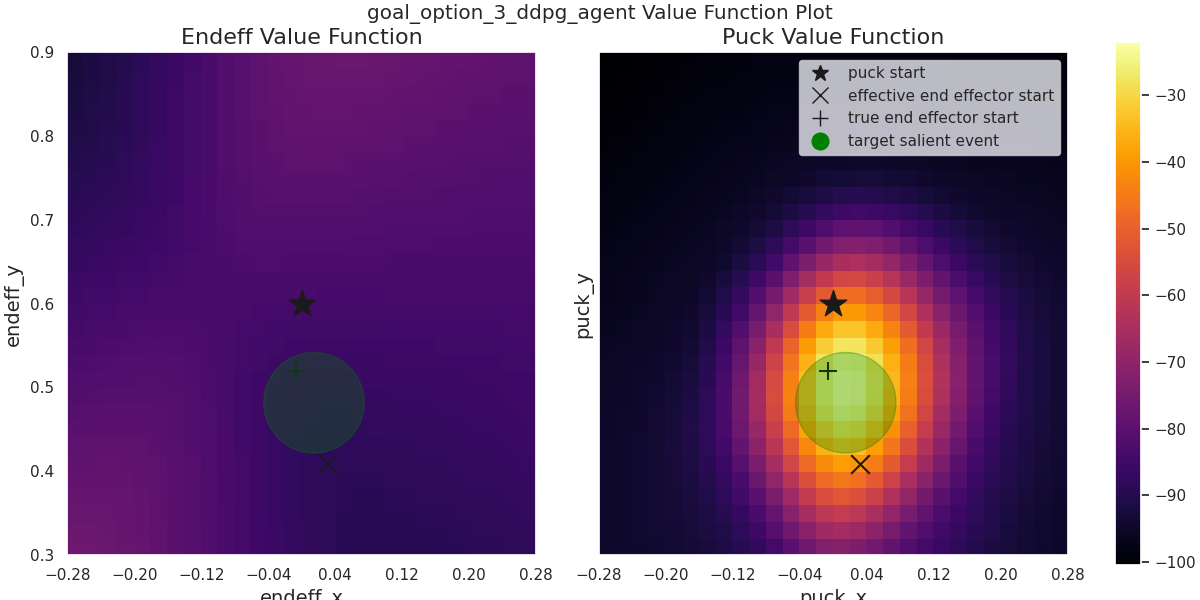 goal_option_3_ddpg_agent Value Function Plot
Endeff Value Function
Puck Value Function
puck start
effective end effector start
true end effector start
target salient event
endeff_y
0.9
0.8
0.7
0.6
0.5
0.4
0.3
−0.28 −0.20 −0.12 −0.04 0.04 0.12 0.20 0.28
endeff_x
puck_y
−0.28 −0.20 −0.12 −0.04 0.04 0.12 0.20 0.28
puck_x
−30
−40
−50
−60
−70
−80
−90
−100